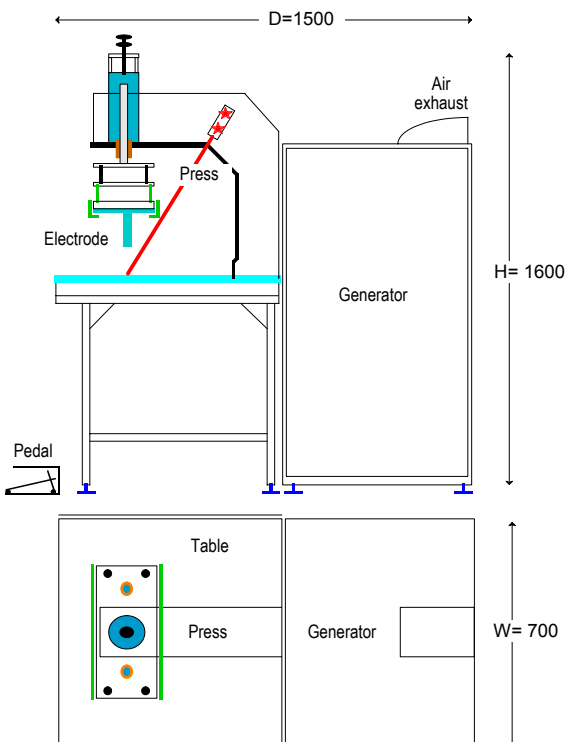 D=1500
Air
exhaust
Press
Electrode
H= 1600
Generator
Pedal
Table
Press
Generator
W= 700